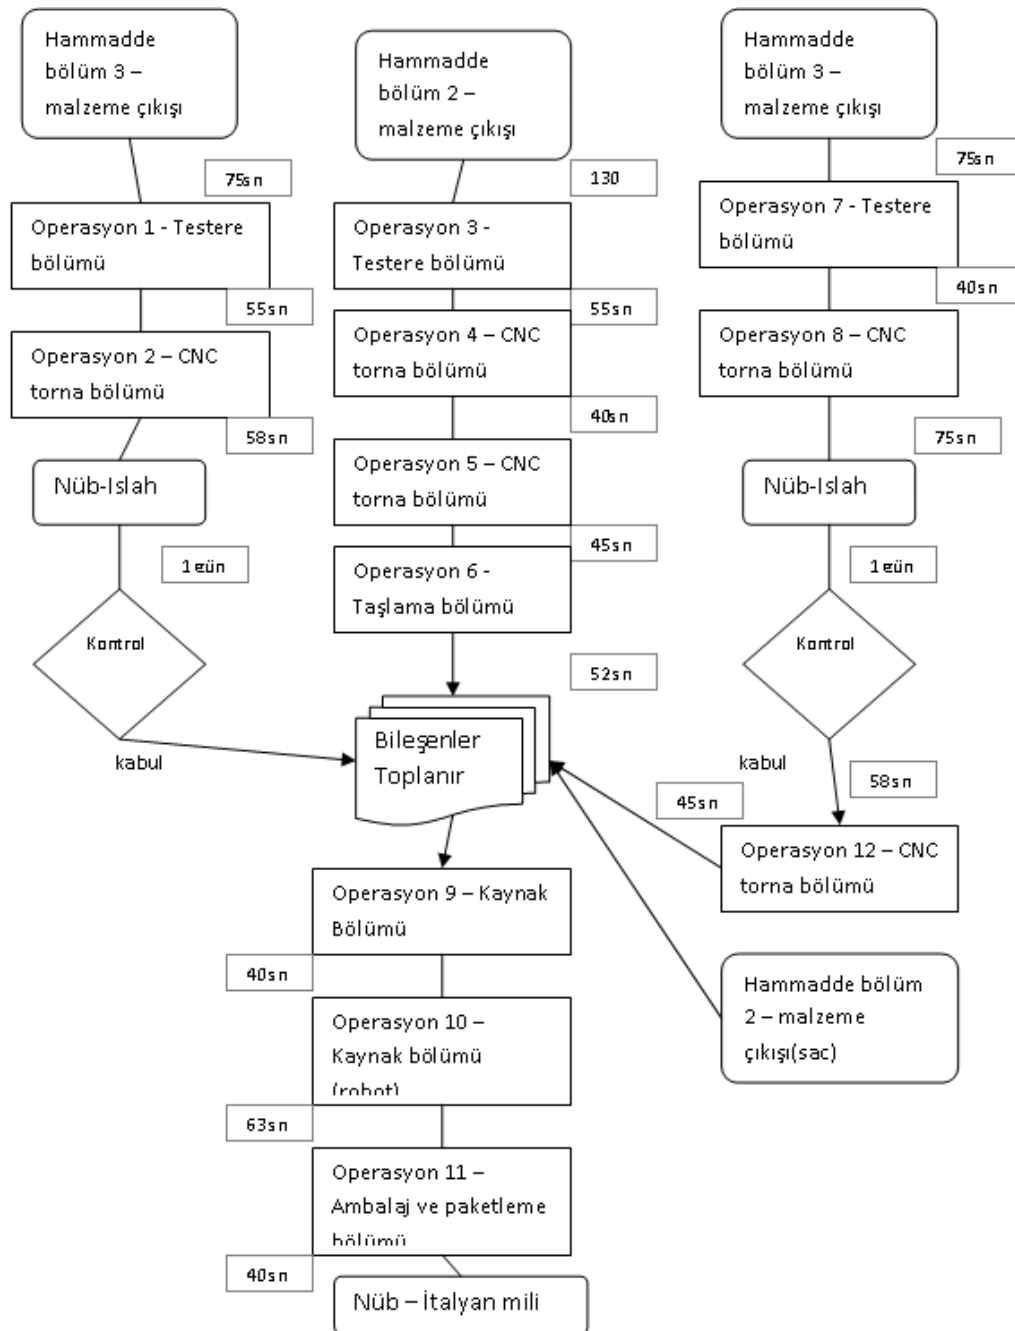 Hammadde
bölüm 3 –
malzeme çıkışı
75sn
Operasyon 1 - Testere
bölümü
55sn
Operasyon 2 – CNC
torna bölümü
58sn
Nüb-Islah
1gün
Kontrol
kabul
Hammadde
bölüm 2 –
malzeme çıkışı
130
Operasyon 3 -
Testere bölümü
55sn
Operasyon 4 – CNC
torna bölümü
40sn
Operasyon 5 – CNC
torna bölümü
45sn
Operasyon 6 -
Taşlama bölümü
52sn
Hammadde
bölüm 3 –
malzeme çıkışı
75sn
Operasyon 7 - Testere
bölümü
40sn
Operasyon 8 – CNC
torna bölümü
75sn
Nüb-Islah
1gün
Kontrol
kabul
58sn
Operasyon 12 – CNC
torna bölümü
45sn
Hammadde bölüm
2 – malzeme
çıkışı(sac)
Bileşenler
Toplanır
Operasyon 9 – Kaynak
Bölümü
40sn
Operasyon 10 –
Kaynak bölümü
(robot)
63sn
Operasyon 11 –
Ambalaj ve paketleme
bölümü
40sn
Nüb – İtalyan mili